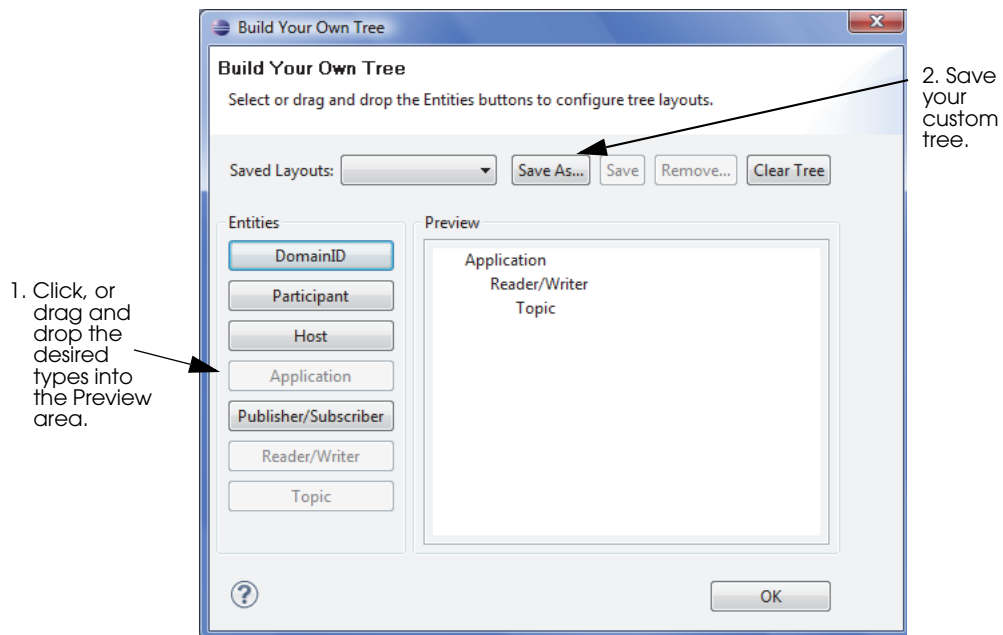 Build Your Own Tree
Build Your Own Tree
Select or drag and drop the Entities buttons to configure tree layouts.
2. Save
your
custom
tree.
Saved Layouts:
Save As...
Save
Remove...
Clear Tree
Entities
Preview
DomainID
Participant
Host
Application
Publisher/Subscriber
Reader/Writer
Topic
Application
Reader/Writer
Topic
1. Click, or
drag and
drop the
desired
types into
the Preview
area.
?
OK